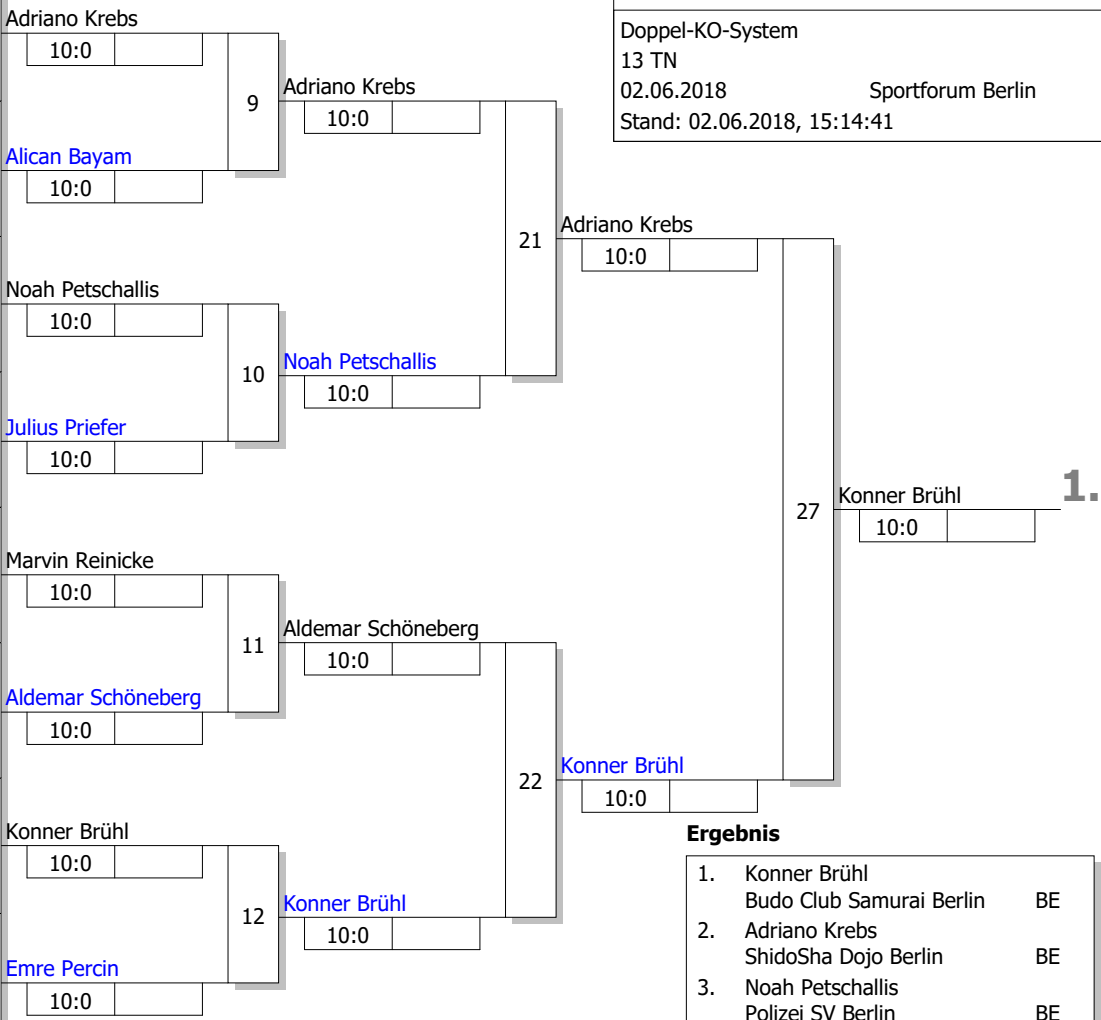 Doppel-KO-System
13 TN
02.06.2018 Sportforum Berlin
Stand: 02.06.2018, 15:14:41
Adriano Krebs
10:0
9
Alican Bayam
10:0
Noah Petschallis
10:0
10
Julius Priefer
10:0
Marvin Reinicke
10:0
11
Aldemar Schöneberg
10:0
Konner Brühl
10:0
12
Emre Percin
10:0
Adriano Krebs
10:0
21
Noah Petschallis
10:0
Aldemar Schöneberg
10:0
22
Konner Brühl
10:0
Adriano Krebs
10:0
27
Konner Brühl
10:0
Konner Brühl 1.
10:0
Ergebnis
1. Konner Brühl
Budo Club Samurai Berlin BE
2. Adriano Krebs
ShidoSha Dojo Berlin BE
3. Noah Petschallis
Polizei SV Berlin BE